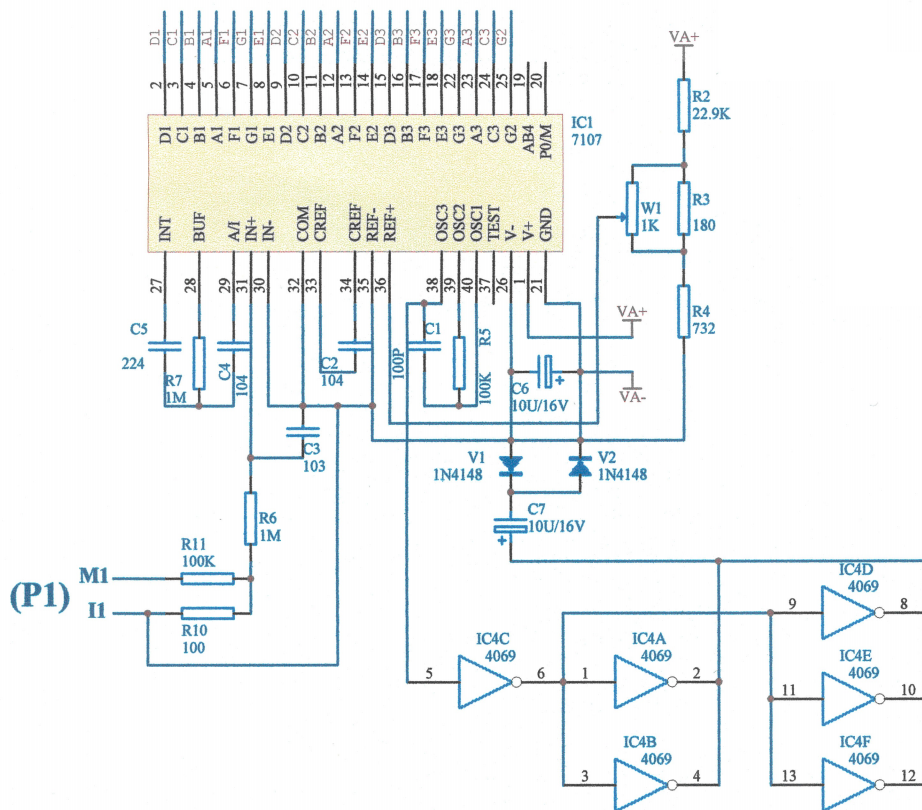 D1 C1 B1 A1 F1 G1 E1 D2 C2 B2 A2 F2 E2 D3 B3 F3 E3 G3 A3 C3 G2
2 3 4 5 6 7 8 9 10 11 12 13 14 15 16 17 18 22 23 24 25 19 20
D1 C1 B1 A1 F1 G1 E1 D2 C2 B2 A2 F2 E2 D3 B3 F3 E3 G3 A3 C3 G2 AB4 P0/M
IC1
7107
INT BUF A/I IN+ IN- COM CREF CREF REF- REF+ OSC3 OSC2 OSC1 TEST V- V+ GND
27 28 29 31 30 32 33 34 35 36 38 39 40 37 26 1 21
VA+
R2
22.9K
W1
1K
R3
180
R4
732
VA+
VA-
C5
224
R7
1M
C4
104
C2
104
C1
100P
R5
100K
C6
10U/16V
C3
103
V1
1N4148
V2
1N4148
C7
10U/16V
R6
1M
R11
100K
M1
(P1)
I1
R10
100
IC4D
4069
9 8
IC4C
4069
5 6
IC4A
4069
1 2
IC4E
4069
11 10
IC4B
4069
3 4
IC4F
4069
13 12